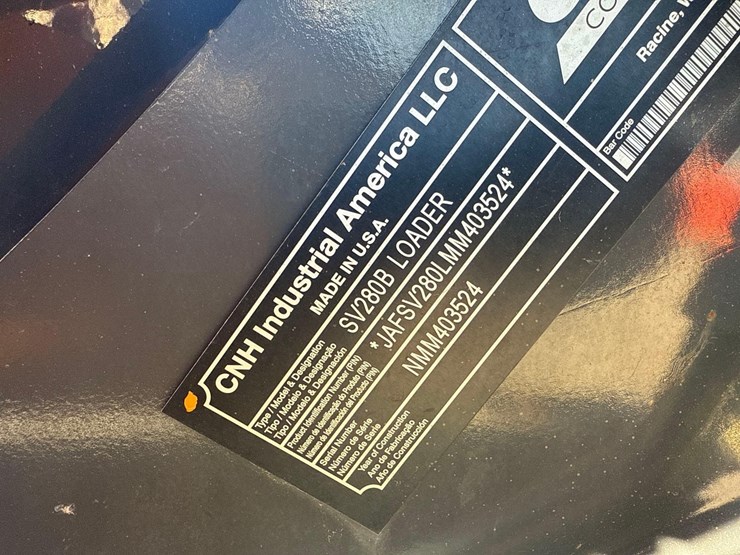 CNH Industrial America LLC
MADE IN U.S.A.
Type / Model & Designation
Tipo / Modelo & Designação
Tipo / Modelo & Designación
SV280B LOADER
Product Identification Number (PIN)
Número de Identificação do Produto (PIN)
Número de Identificación del Producto (PIN)
*JAFSV280LMM403524*
Serial Number
Número de Série
Número de Serie
NMM403524
Year of Construction
Ano de Fabricação
Año de Construcción
CO
Racine,
Bar Code